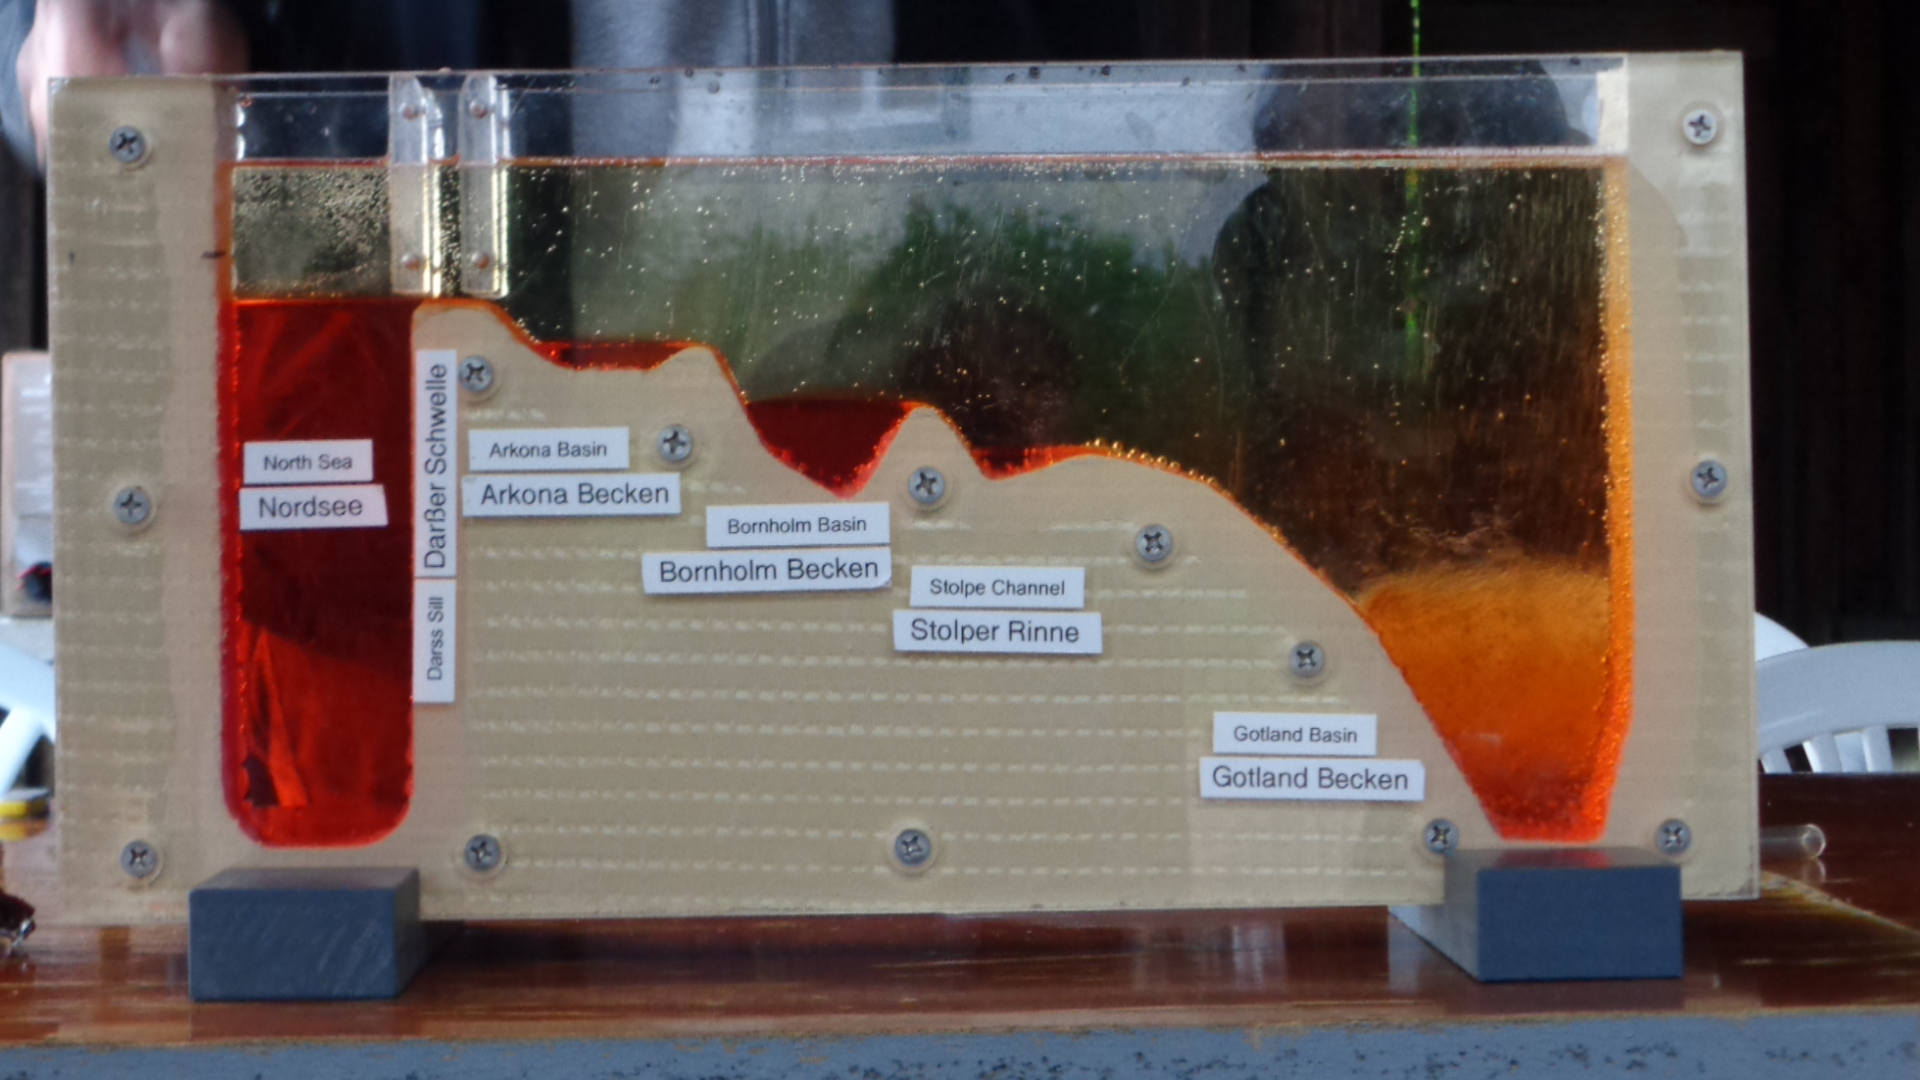 North Sea
Nordsee
Darßer Schwelle
Darss Sill
Arkona Basin
Arkona Becken
Bornholm Basin
Bornholm Becken
Stolpe Channel
Stolper Rinne
Gotland Basin
Gotland Becken